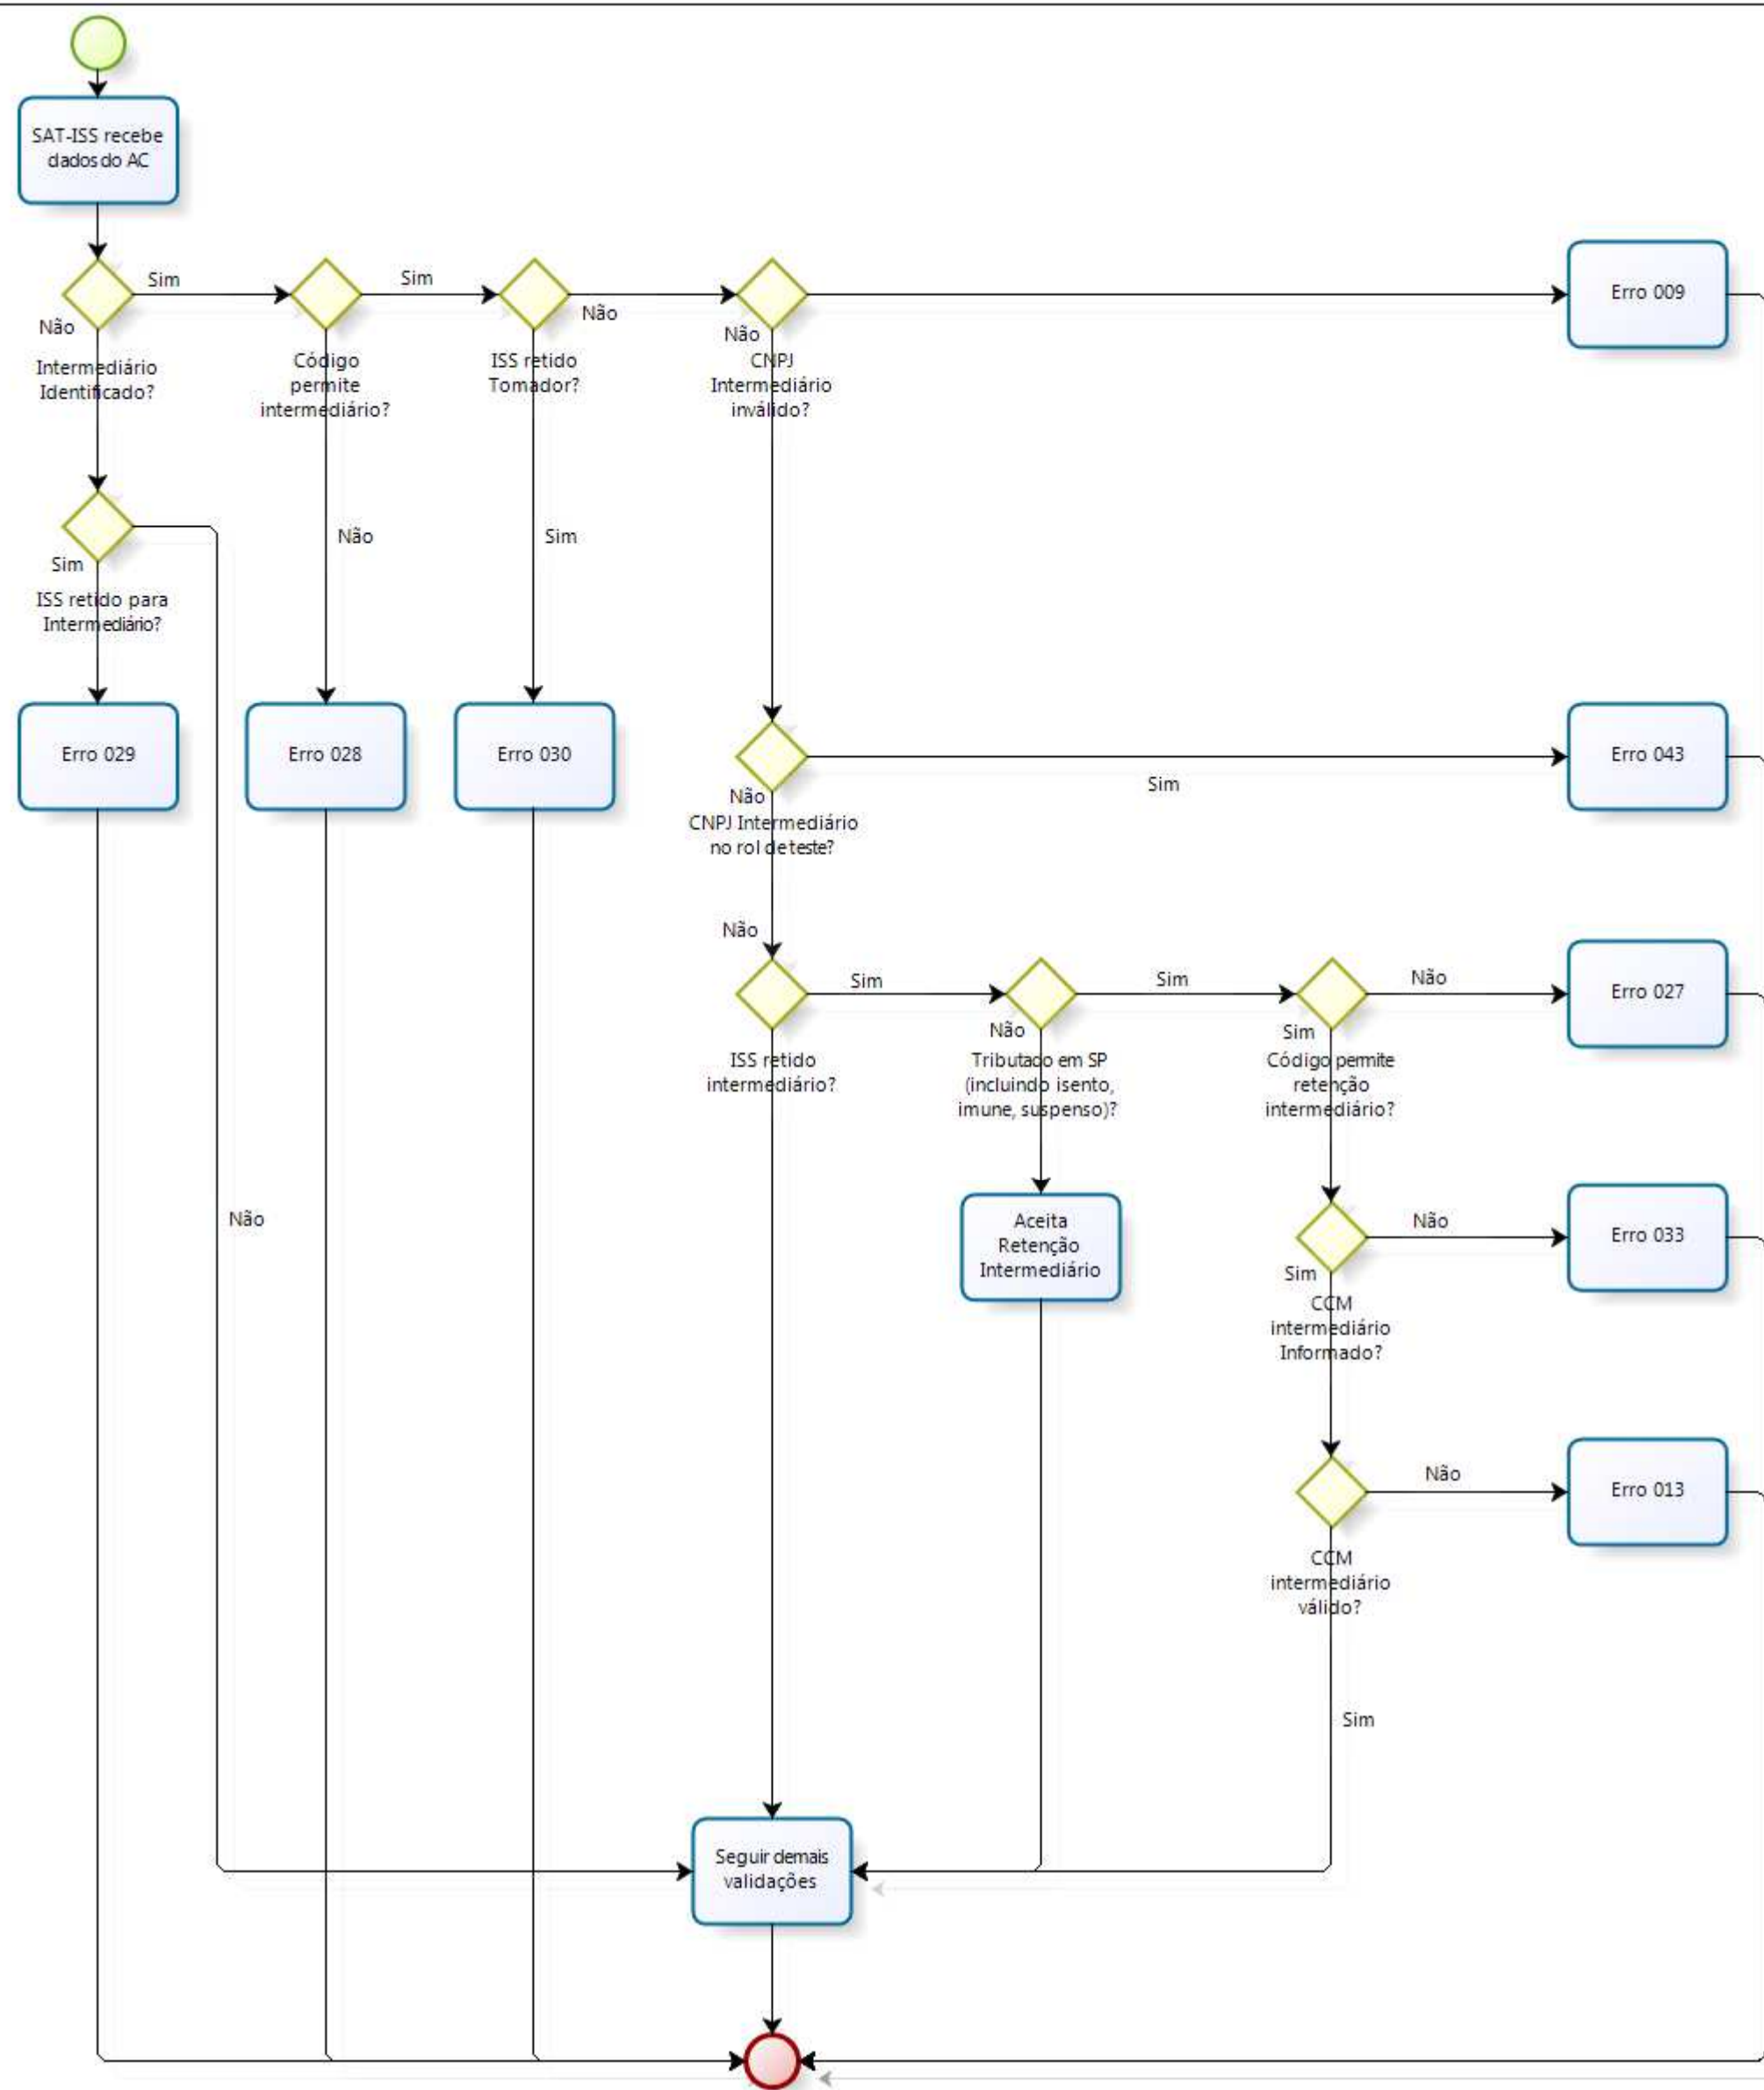 SAT-ISS recebe
dados do AC
Sim
Sim
Não
Não
Não
Erro 009
Intermediário
Identificado?
Código
permite
intermediário?
ISS retido
Tomador?
CNPJ
Intermediário
inválido?
Não
Sim
Sim
ISS retido para
Intermediário?
Erro 029
Erro 028
Erro 030
Erro 043
Sim
Não
CNPJ Intermediário
no rol de teste?
Não
Sim
Sim
Não
Erro 027
Não
Sim
ISS retido
intermediário?
Tributado em SP
(incluindo isento,
imune, suspenso)?
Código permite
retenção
intermediário?
Não
Aceita
Retenção
Intermediário
Não
Erro 033
Sim
CCM
intermediário
Informado?
Não
Erro 013
CCM
intermediário
válido?
Sim
Seguir demais
validações